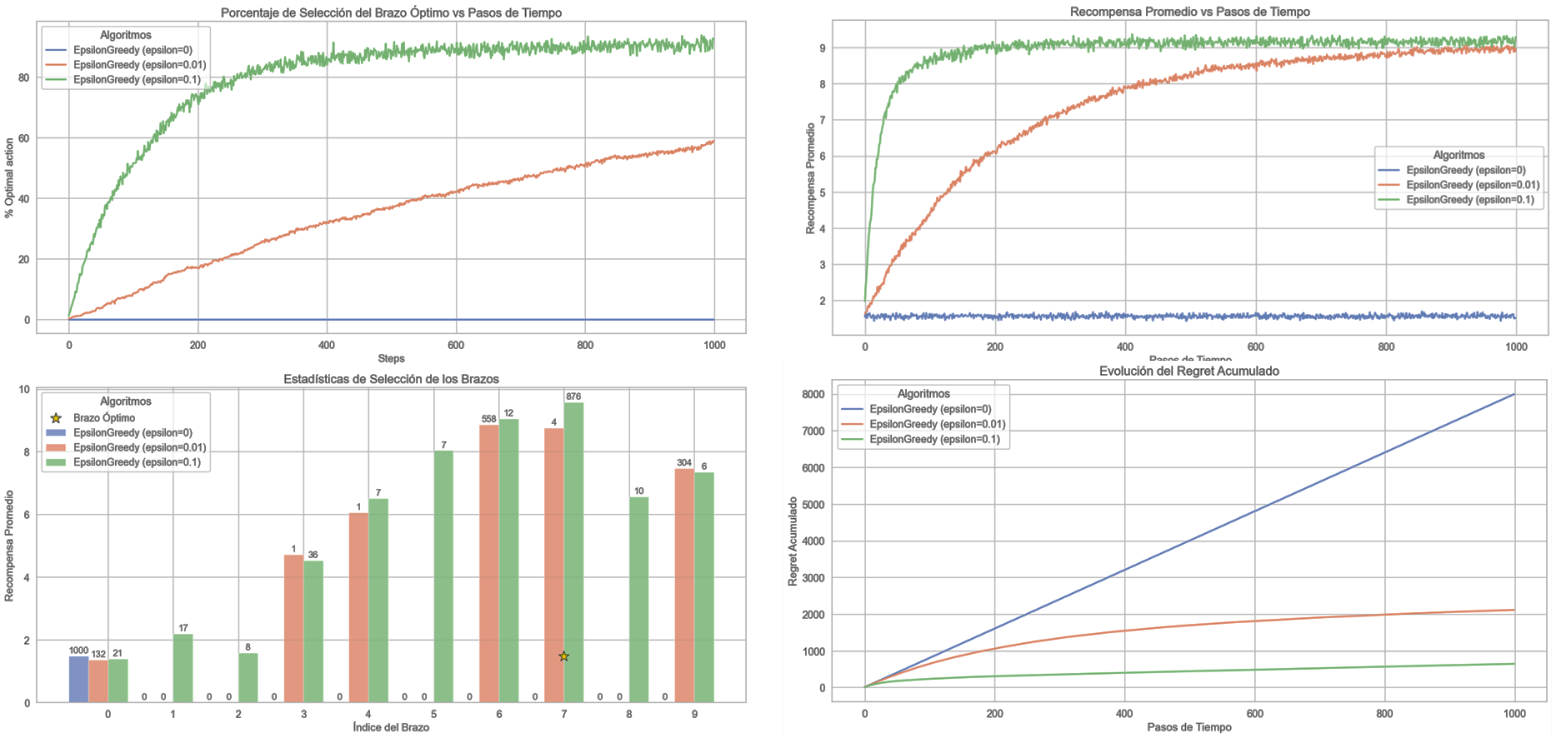 Porcentaje de Selección del Brazo Óptimo vs Pasos de Tiempo
Algoritmos
EpsilonGreedy (epsilon=0)
EpsilonGreedy (epsilon=0.01)
EpsilonGreedy (epsilon=0.1)
% Optimal action
80
60
40
20
0
0 200 400 600 800 1000
Steps
Recompensa Promedio vs Pasos de Tiempo
Recompensa Promedio
9
8
7
6
5
4
3
2
Algoritmos
EpsilonGreedy (epsilon=0)
EpsilonGreedy (epsilon=0.01)
EpsilonGreedy (epsilon=0.1)
0 200 400 600 800 1000
Pasos de Tiempo
Estadísticas de Selección de los Brazos
Algoritmos
Brazo Óptimo
EpsilonGreedy (epsilon=0)
EpsilonGreedy (epsilon=0.01)
EpsilonGreedy (epsilon=0.1)
Recompensa Promedio
10
8
6
4
2
0
1000 132 21
0 0 17
0 0 8
0 1 36
0 1 7
0 0 7
0 558 12
0 4 876
0 0 10
0 304 6
0 1 2 3 4 5 6 7 8 9
Índice del Brazo
Evolución del Regret Acumulado
Algoritmos
EpsilonGreedy (epsilon=0)
EpsilonGreedy (epsilon=0.01)
EpsilonGreedy (epsilon=0.1)
Regret Acumulado
8000
7000
6000
5000
4000
3000
2000
1000
0
0 200 400 600 800 1000
Pasos de Tiempo